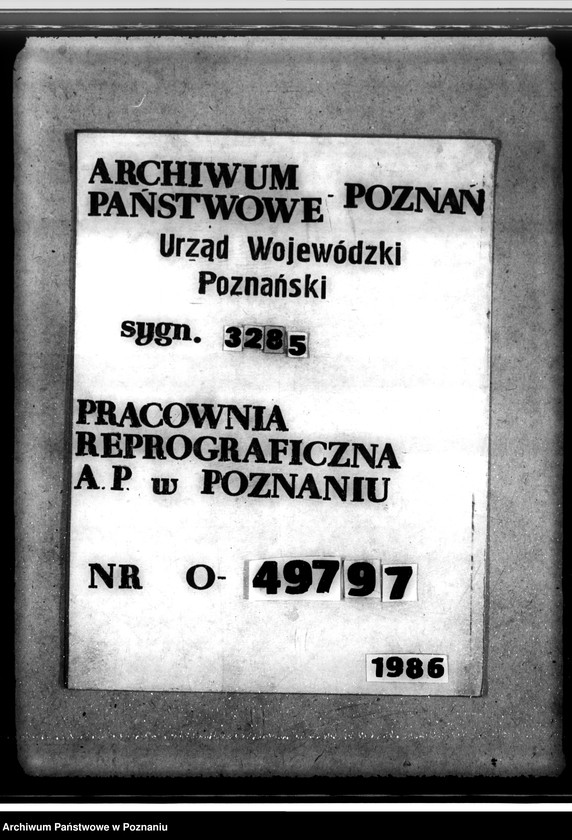 ARCHIWUM
PAŃSTWOWE - POZNAŃ
Urząd Wojewódzki
Poznański
sygn. 3285
PRACOWNIA
REPROGRAFICZNA
A.P. w POZNANIU
NR O- 49797
1986
Archiwum Państwowe w Poznaniu